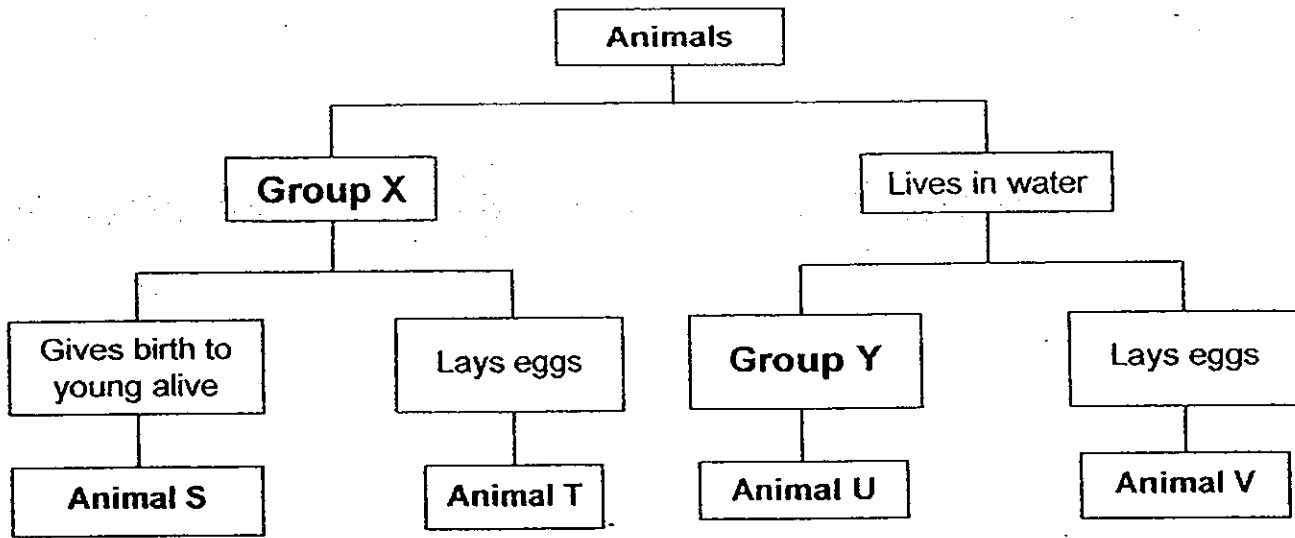 Animals
Group X
Lives in water
Gives birth to
young alive
Lays eggs
Group Y
Lays eggs
Animal S
Animal T
Animal U
Animal V